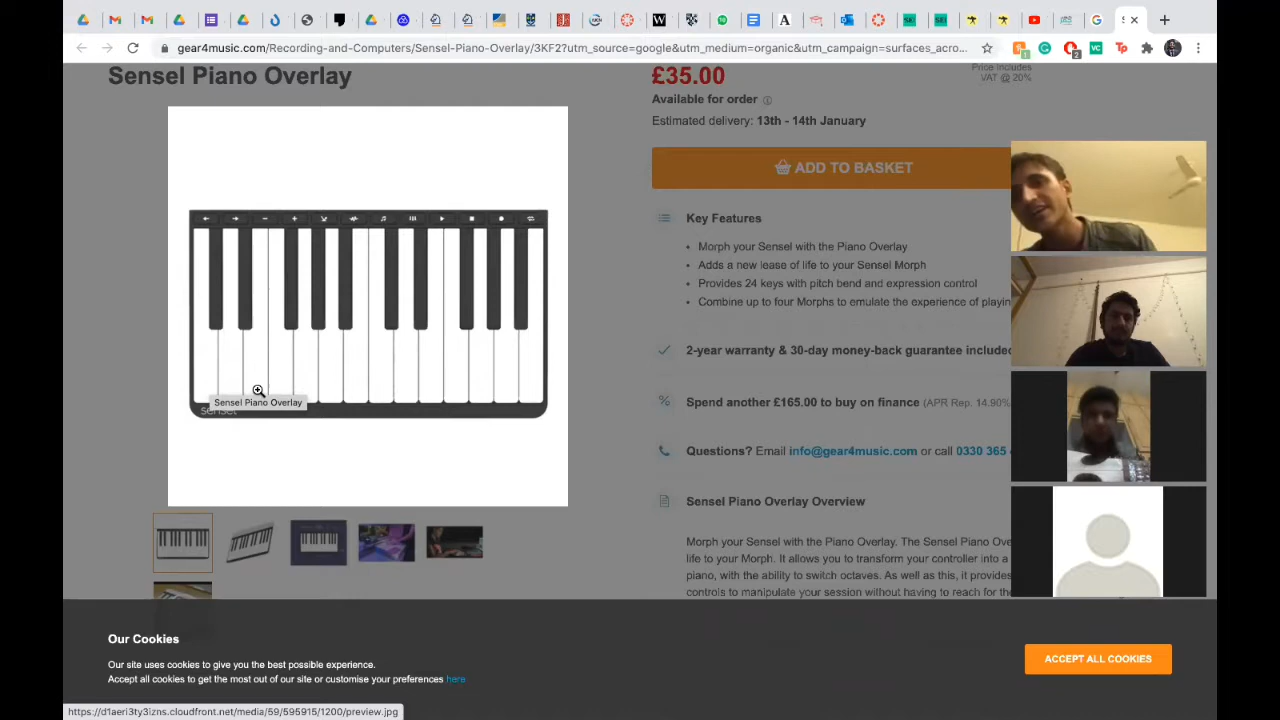 gear4music.com/Recording-and-Computers/Sensel-Piano-Overlay/3KF2?utm_source=google&utm_medium=organic&utm_campaign=surfaces_acro...
Sensel Piano Overlay
£35.00
Price Includes
VAT @ 20%
Available for order
Estimated delivery: 13th - 14th January
ADD TO BASKET
Key Features
• Morph your Sensel with the Piano Overlay
• Adds a new lease of life to your Sensel Morph
• Provides 24 keys with pitch bend and expression control
• Combine up to four Morphs to emulate the experience of playin
2-year warranty & 30-day money-back guarantee included
Spend another £165.00 to buy on finance (APR Rep. 14.90%
Questions? Email info@gear4music.com or call 0330 365
Sensel Piano Overlay Overview
Morph your Sensel with the Piano Overlay. The Sensel Piano Ove
life to your Morph. It allows you to transform your controller into a
piano, with the ability to switch octaves. As well as this, it provides
controls to manipulate your session without having to reach for the
Sensel Piano Overlay
sensel
Our Cookies
Our site uses cookies to give you the best possible experience.
Accept all cookies to get the most out of our site or customise your preferences here
ACCEPT ALL COOKIES
https://d1aeri3ty3izns.cloudfront.net/media/59/595915/1200/preview.jpg